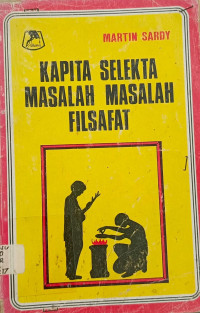 MARTIN SARDY
KAPITA SELEKTA
MASALAH MASALAH
FILSAFAT